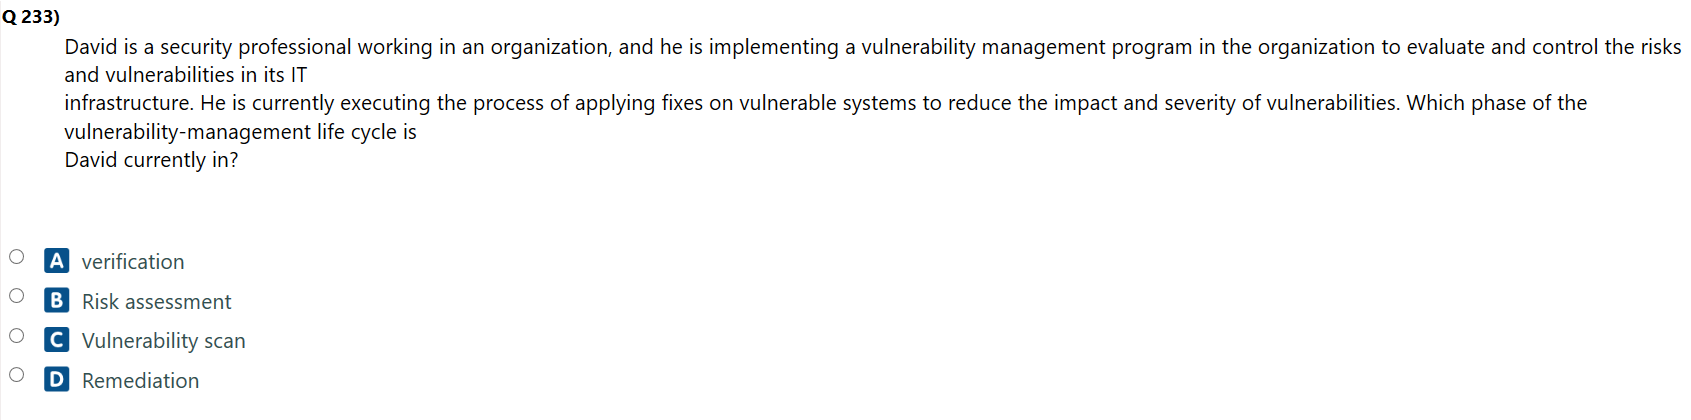 Q 233)
David is a security professional working in an organization, and he is implementing a vulnerability management program in the organization to evaluate and control the risks
and vulnerabilities in its IT
infrastructure. He is currently executing the process of applying fixes on vulnerable systems to reduce the impact and severity of vulnerabilities. Which phase of the
vulnerability-management life cycle is
David currently in?
A verification
B Risk assessment
C Vulnerability scan
D Remediation